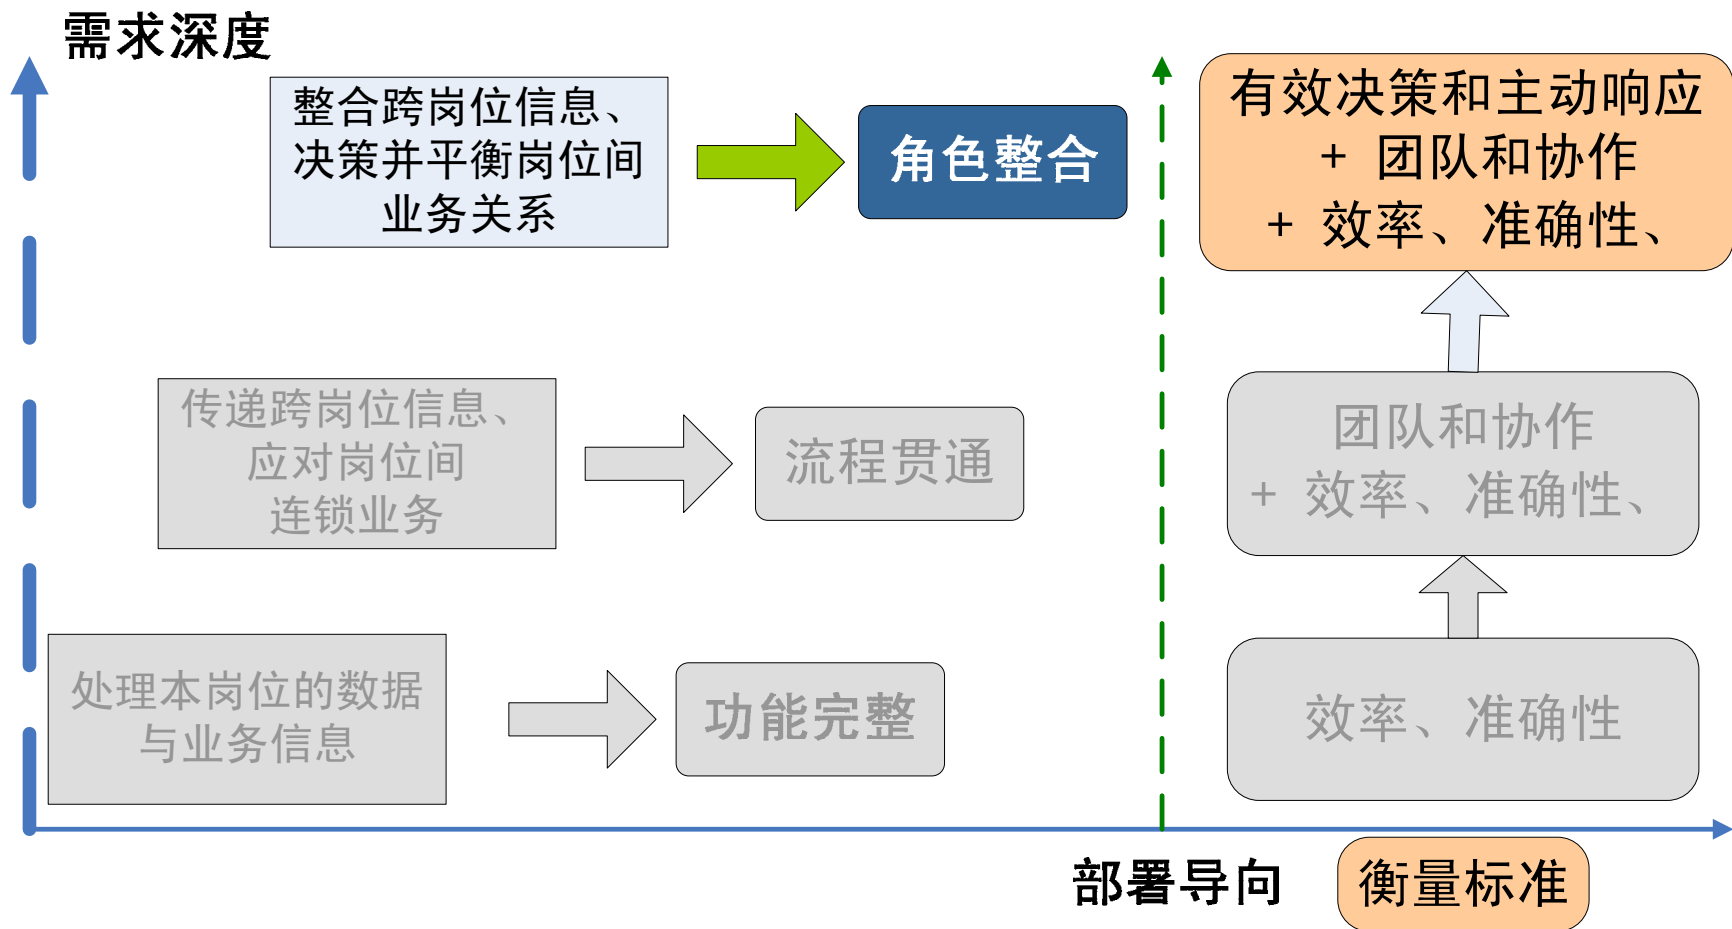 需求深度
整合跨岗位信息、
决策并平衡岗位间
业务关系
角色整合
有效决策和主动响应
+ 团队和协作
+ 效率、准确性、
传递跨岗位信息、
应对岗位间
连锁业务
流程贯通
团队和协作
+ 效率、准确性、
处理本岗位的数据
与业务信息
功能完整
效率、准确性
部署导向
衡量标准